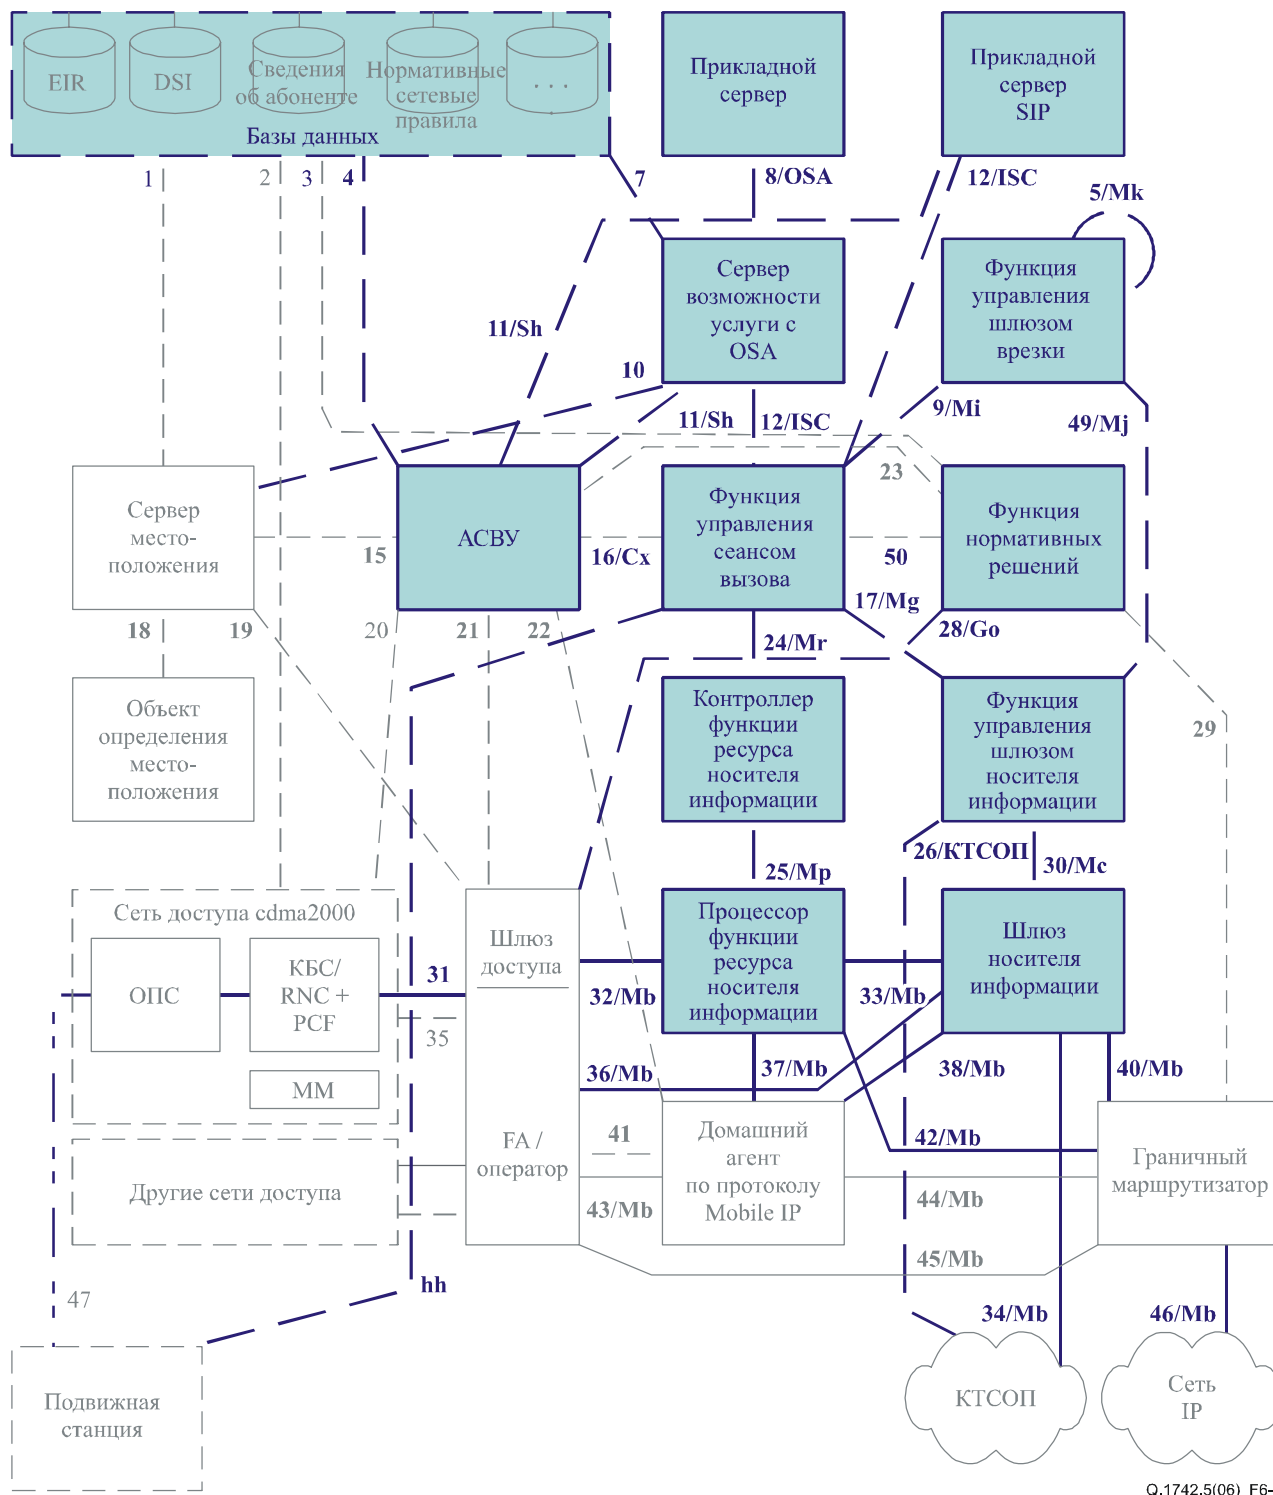 EIR
DSI
Сведения
об абоненте
Нормативные
сетевые
правила
. . .
Базы данных
Прикладной
сервер
Прикладной
сервер
SIP
1
2
3
4
7
8/OSA
12/ISC
5/Mk
Сервер
возможности
услуги с
OSA
Функция
управления
шлюзом
врезки
11/Sh
10
11/Sh
12/ISC
9/Mi
49/Mj
23
Сервер
место-
положения
15
АСВУ
16/Cx
Функция
управления
сеансом
вызова
50
Функция
нормативных
решений
17/Mg
18
19
20
21
22
24/Mr
28/Go
29
Объект
определения
место-
положения
Контроллер
функции
ресурса
носителя
информации
Функция
управления
шлюзом
носителя
информации
26/КТСОП
25/Mp
30/Mc
Сеть доступа cdma2000
ОПС
КБС/
RNC +
PCF
ММ
31
35
Шлюз
доступа
FA /
оператор
Процессор
функции
ресурса
носителя
информации
Шлюз
носителя
информации
32/Mb
33/Mb
36/Mb
37/Mb
38/Mb
40/Mb
41
42/Mb
Другие сети доступа
Домашний
агент
по протоколу
Mobile IP
Граничный
маршрутизатор
43/Mb
44/Mb
45/Mb
hh
47
34/Mb
46/Mb
Подвижная
станция
КТСОП
Сеть
IP
Q.1742.5(06)_F6-